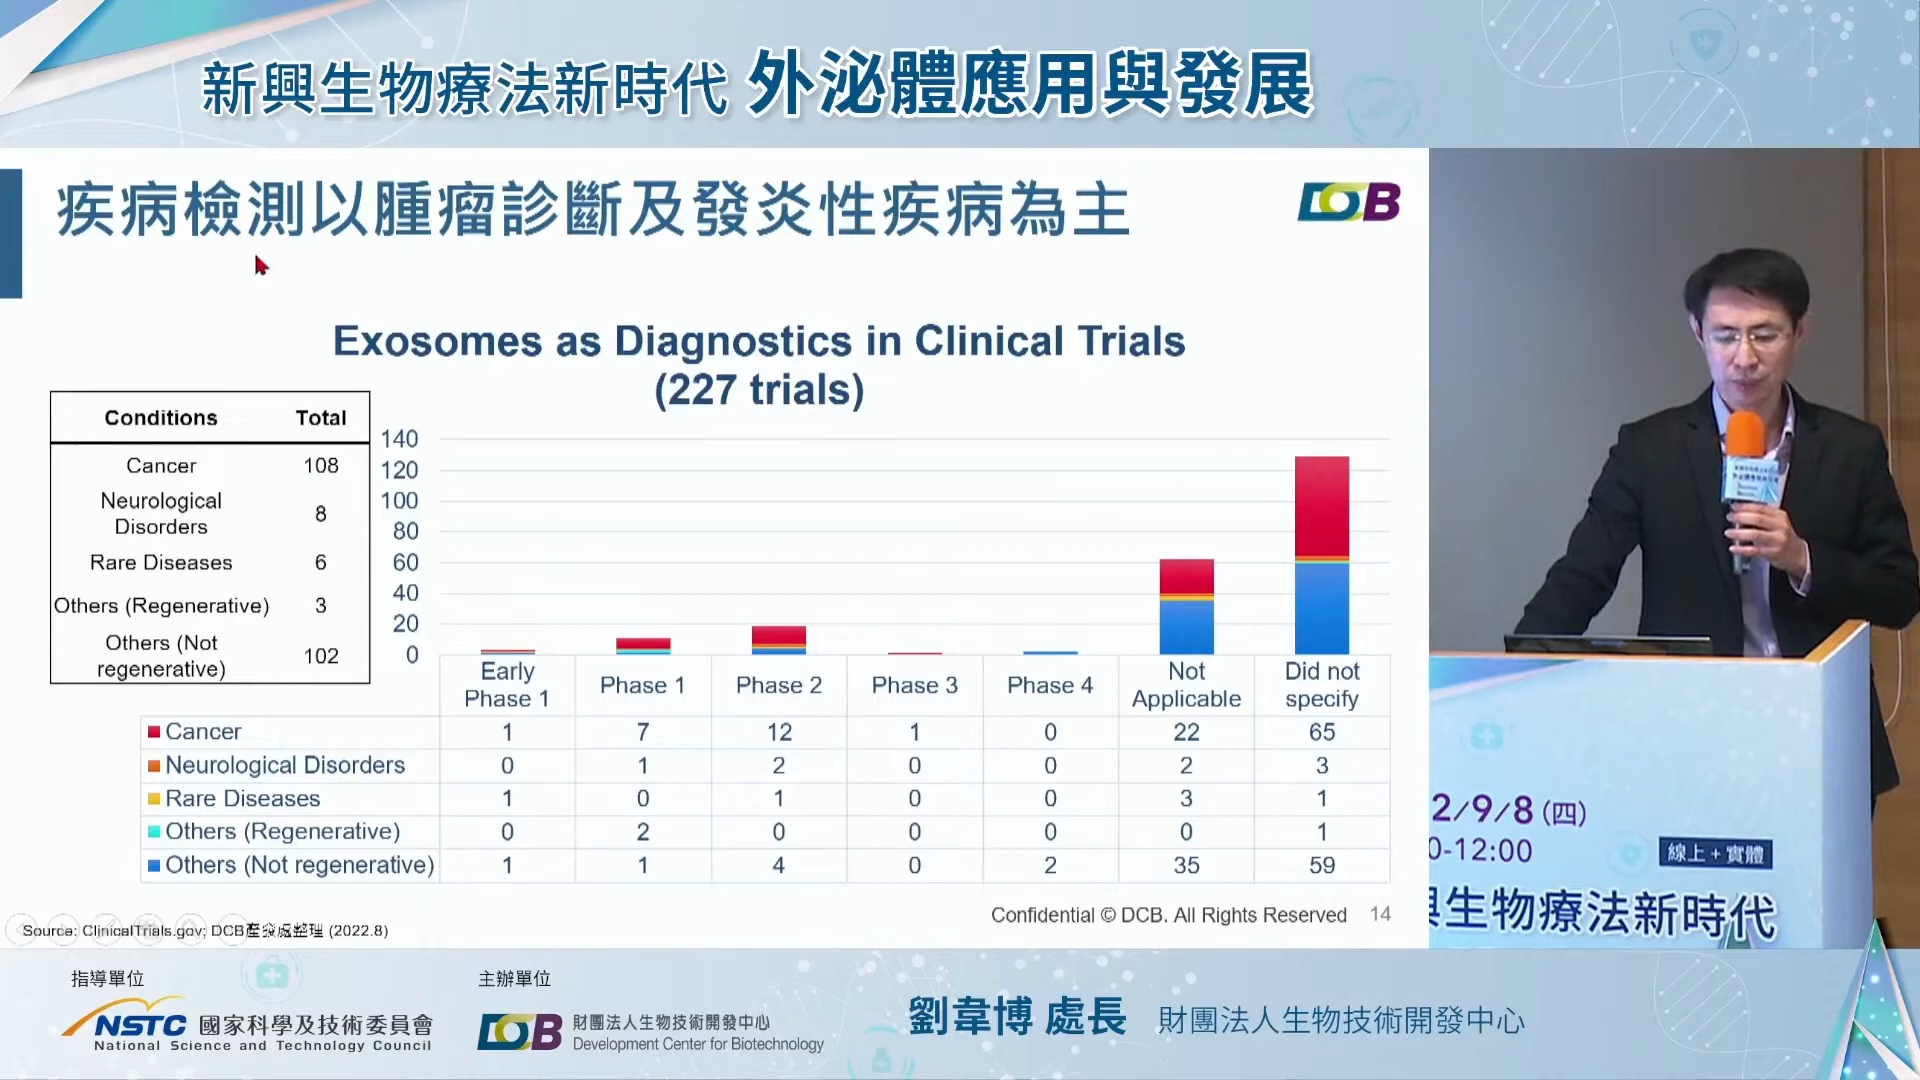 新興生物療法新時代 外泌體應用與發展
疾病檢測以腫瘤診斷及發炎性疾病為主
DCB
Exosomes as Diagnostics in Clinical Trials
(227 trials)
Conditions Total
Cancer 108
Neurological Disorders 8
Rare Diseases 6
Others (Regenerative) 3
Others (Not regenerative) 102
140
120
100
80
60
40
20
0
Early Phase 1 Phase 1 Phase 2 Phase 3 Phase 4 Not Applicable Did not specify
Cancer 1 7 12 1 0 22 65
Neurological Disorders 0 1 2 0 0 2 3
Rare Diseases 1 0 1 0 0 3 1
Others (Regenerative) 0 2 0 0 0 0 1
Others (Not regenerative) 1 1 4 0 2 35 59
Confidential © DCB. All Rights Reserved 14
Source: ClinicalTrials.gov; DCB產發處整理 (2022.8)
2/9/8 (四)
0-12:00
線上+實體
生物療法新時代
指導單位
NSTC 國家科學及技術委員會
National Science and Technology Council
主辦單位
DCB 財團法人生物技術開發中心
Development Center for Biotechnology
劉韋博 處長 財團法人生物技術開發中心